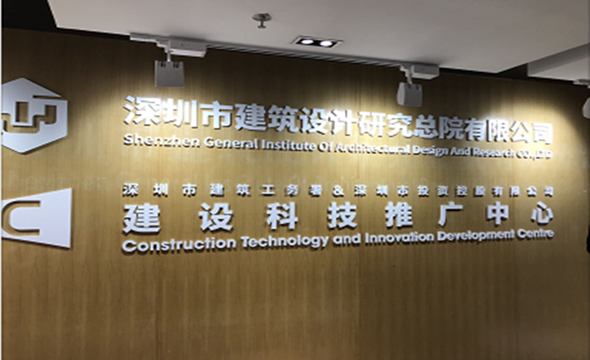 深圳市建筑设计研究总院有限公司
Shenzhen General Institute Of Architectural Design And Research CO.,LTD
深圳市建筑工务署&深圳市投资控股有限公司
建设科技推广中心
Construction Technology and Innovation Development Centre